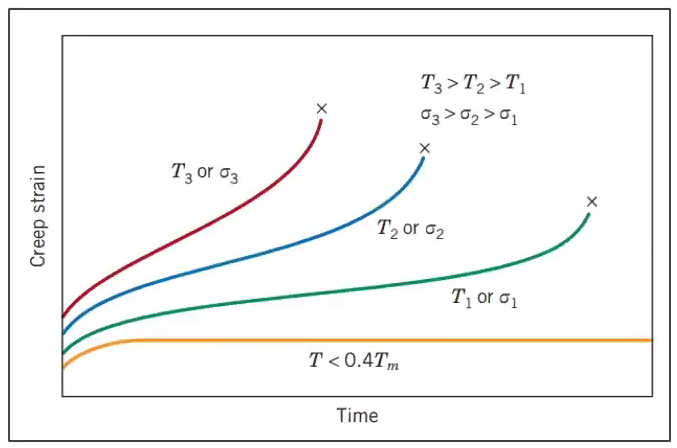 T₃ > T₂ > T₁
σ₃ > σ₂ > σ₁
×
×
T₃ or σ₃
×
T₂ or σ₂
Creep strain
T₁ or σ₁
T < 0.4Tₘ
Time